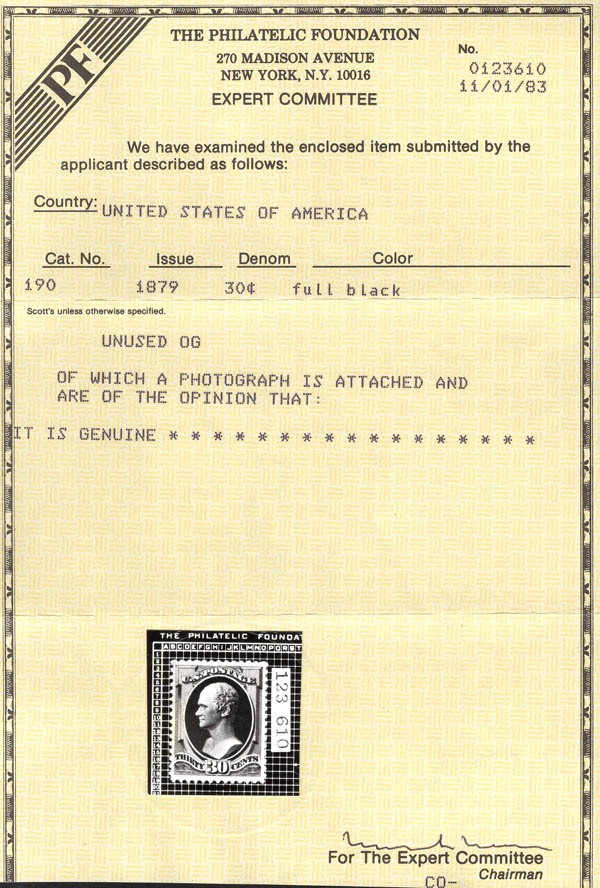 PF
THE PHILATELIC FOUNDATION
270 MADISON AVENUE
NEW YORK, N.Y. 10016
EXPERT COMMITTEE
No.
0123610
11/01/83
We have examined the enclosed item submitted by the
applicant described as follows:
Country: UNITED STATES OF AMERICA
Cat. No. Issue Denom Color
190 1879 30¢ full black
Scott's unless otherwise specified.
UNUSED OG
OF WHICH A PHOTOGRAPH IS ATTACHED AND
ARE OF THE OPINION THAT:
IT IS GENUINE * * * * * * * * * * * * * * * * *
THE PHILATELIC FOUNDA
ABCDEFGHIJKLMNOPQRST
U.S. POSTAGE
123 610
THIRTY 30 CENTS
For The Expert Committee
CO- Chairman